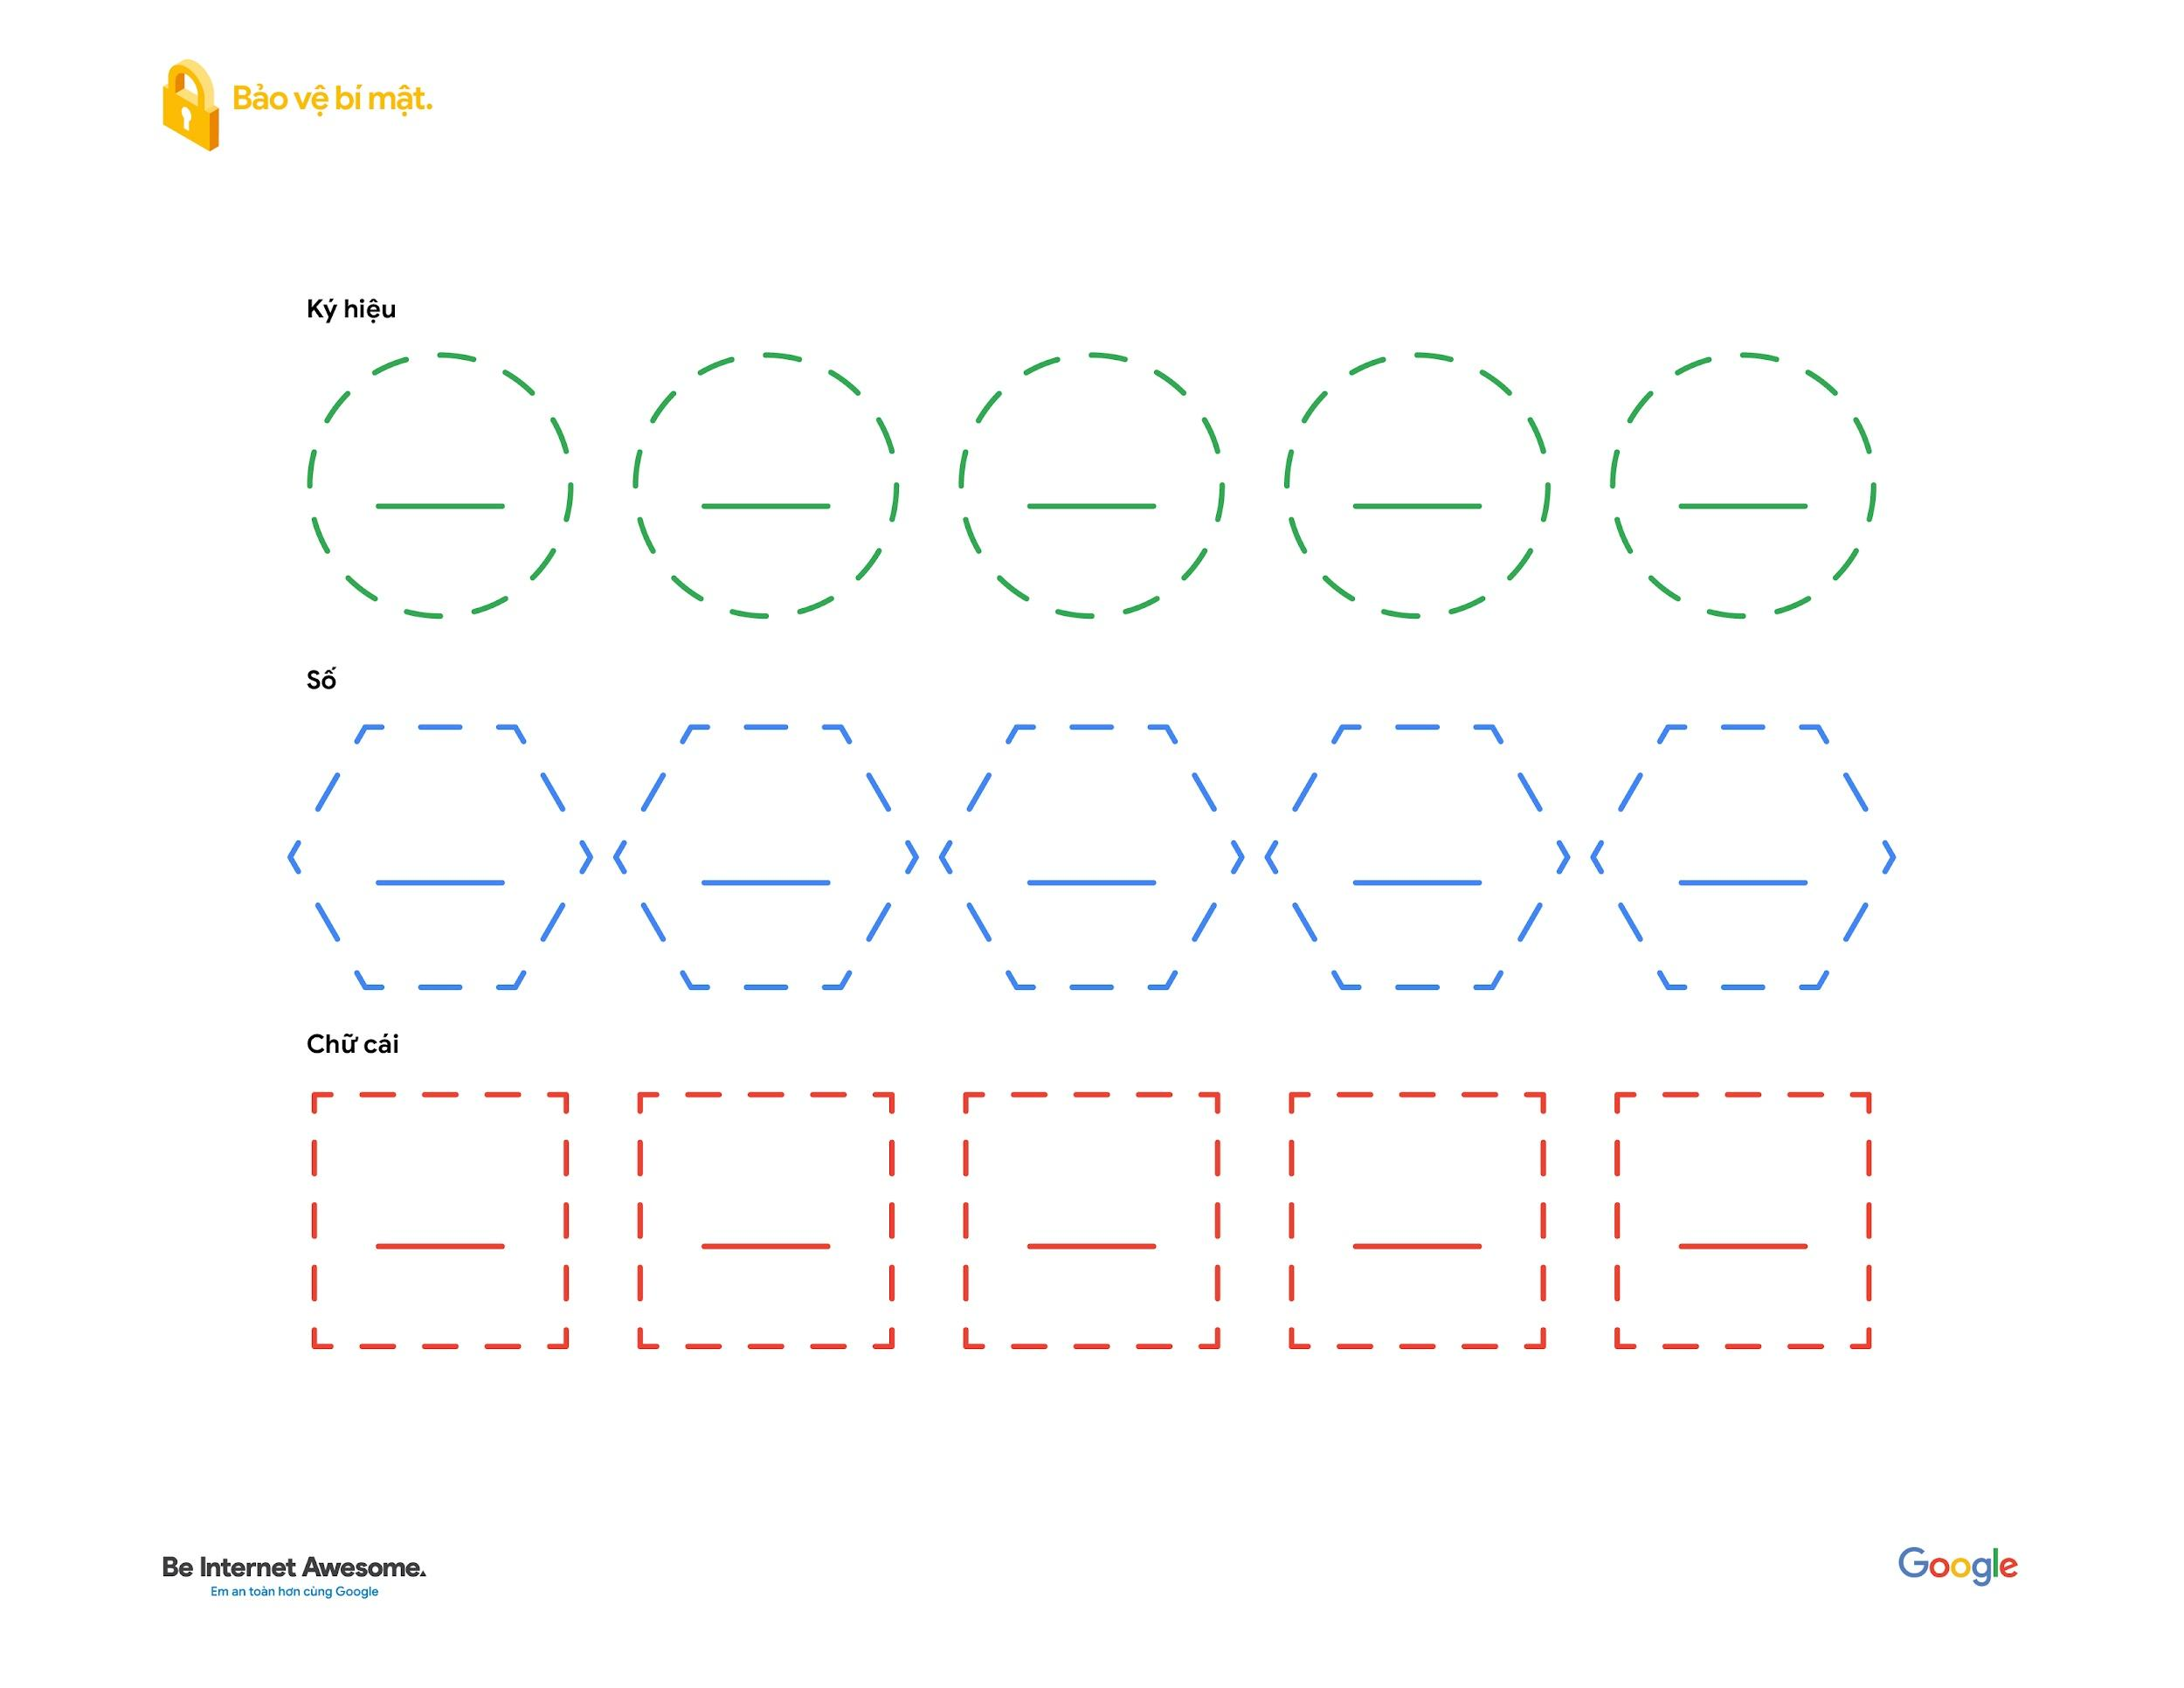 Bảo vệ bí mật.
Ký hiệu
Số
Chữ cái
Be Internet Awesome.
Em an toàn hơn cùng Google
Google